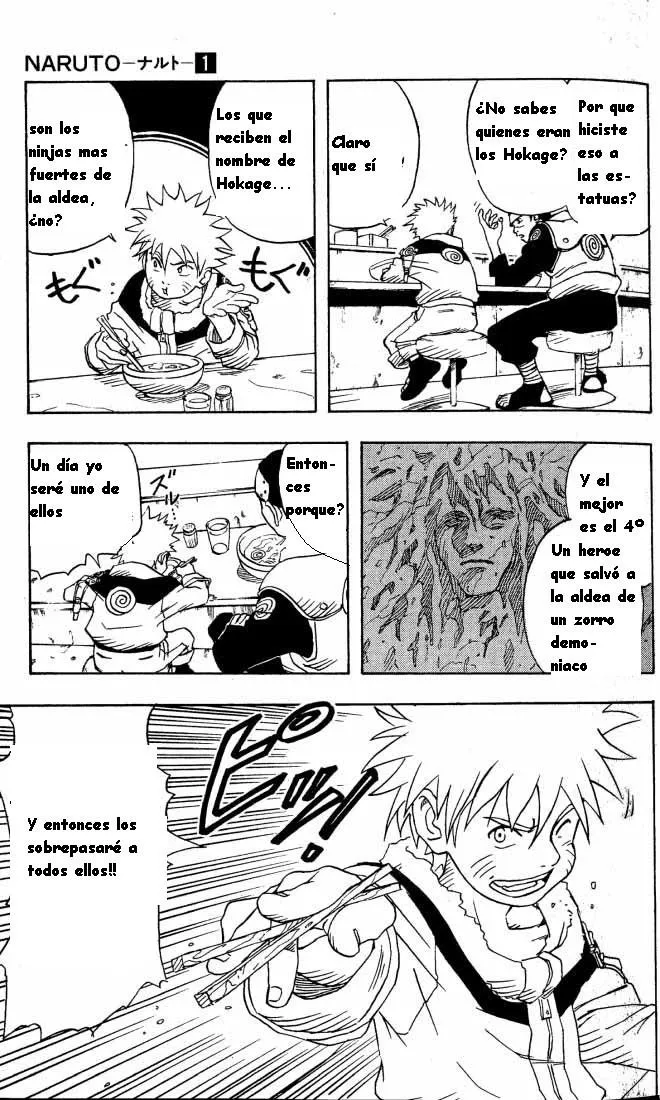 NARUTO—ナルト—1
Por que
hiciste
eso a
las es-
tatuas?
¿No sabes
quienes eran
los Hokage?
Claro
que sí
Los que
reciben el
nombre de
Hokage...
son los
ninjas mas
fuertes de
la aldea,
¿no?
もぐ
もぐ
Y el
mejor
es el 4º
Un heroe
que salvó a
la aldea de
un zorro
demo-
niaco
Enton-
ces
porque?
Un día yo
seré uno de
ellos
ズルル
ピッ!
Y entonces los
sobrepasaré a
todos ellos!!